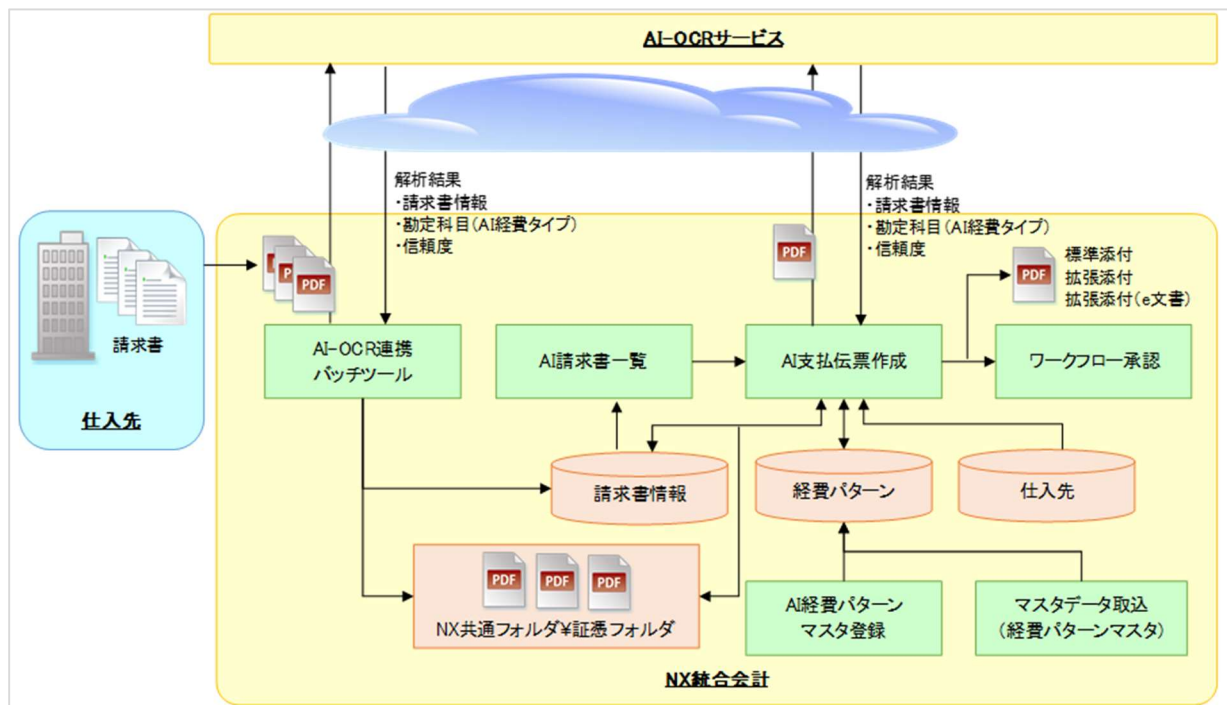 AI-OCRサービス
解析結果
・請求書情報
・勘定科目(AI経費タイプ)
・信頼度
解析結果
・請求書情報
・勘定科目(AI経費タイプ)
・信頼度
PDF
PDF
PDF
PDF
PDF
標準添付
拡張添付
拡張添付(e文書)
請求書
仕入先
AI-OCR連携
バッチツール
AI請求書一覧
AI支払伝票作成
ワークフロー承認
請求書情報
経費パターン
仕入先
PDF
PDF
PDF
NX共通フォルダ¥証憑フォルダ
AI経費パターン
マスタ登録
マスタデータ取込
(経費パターンマスタ)
NX統合会計